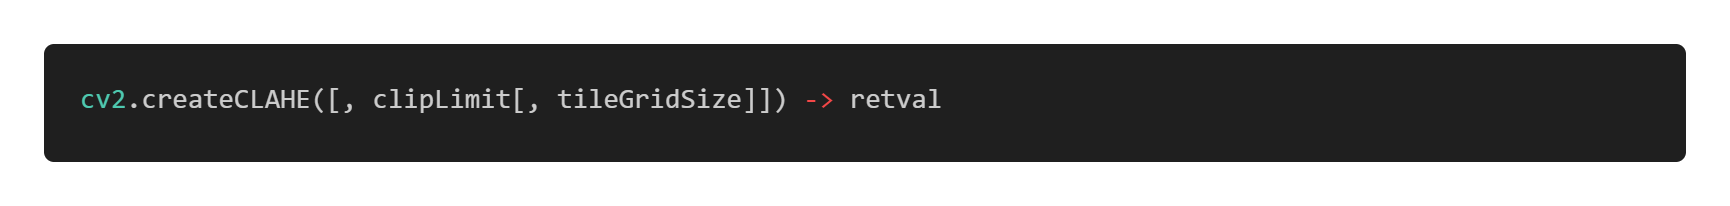 cv2.createCLAHE([, clipLimit[, tileGridSize]]) -> retval